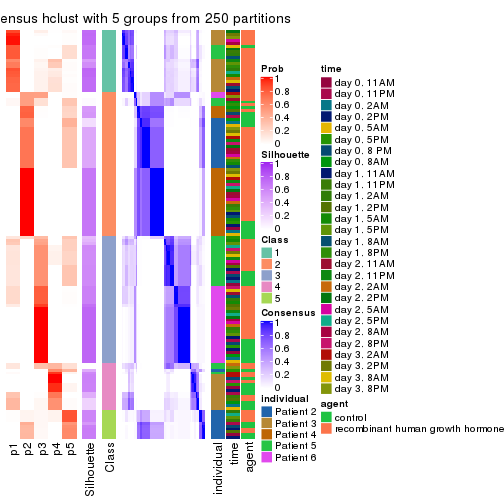 ensus hclust with 5 groups from 250 partitions
p1
p2
p3
p4
p5
Silhouette
Class
individual
time
agent
Prob
1
0.8
0.6
0.4
0.2
0
Silhouette
1
0.8
0.6
0.4
0.2
0
Class
1
2
3
4
5
Consensus
1
0.8
0.6
0.4
0.2
0
individual
Patient 2
Patient 3
Patient 4
Patient 5
Patient 6
time
day 0. 11AM
day 0. 11PM
day 0. 2AM
day 0. 2PM
day 0. 5AM
day 0. 5PM
day 0. 8 PM
day 0. 8AM
day 1. 11AM
day 1. 11PM
day 1. 2AM
day 1. 2PM
day 1. 5AM
day 1. 5PM
day 1. 8AM
day 1. 8PM
day 2. 11AM
day 2. 11PM
day 2. 2AM
day 2. 2PM
day 2. 5AM
day 2. 5PM
day 2. 8AM
day 2. 8PM
day 3. 2AM
day 3. 2PM
day 3. 8AM
day 3. 8PM
agent
control
recombinant human growth hormone